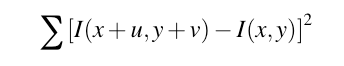 ∑ [I(x + u, y + v) − I(x, y)]²